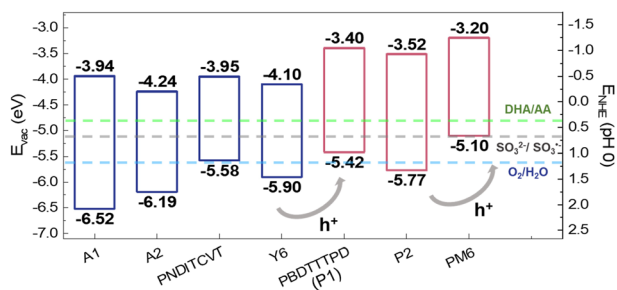 -3.0
-3.5
-4.0
-4.5
-5.0
-5.5
-6.0
-6.5
-7.0
E_vac (eV)
-3.94
-4.24
-3.95
-4.10
-3.40
-3.52
-3.20
-6.52
-6.19
-5.58
-5.90
-5.42
-5.77
-5.10
DHA/AA
SO₃²⁻/ SO₃⁻
O₂/H₂O
h⁺
h⁺
-1.5
-1.0
-0.5
0.0
0.5
1.0
1.5
2.0
2.5
E_NHE (pH 0)
A1
A2
PNDITCVT
Y6
PBDTTTPD
(P1)
P2
PM6